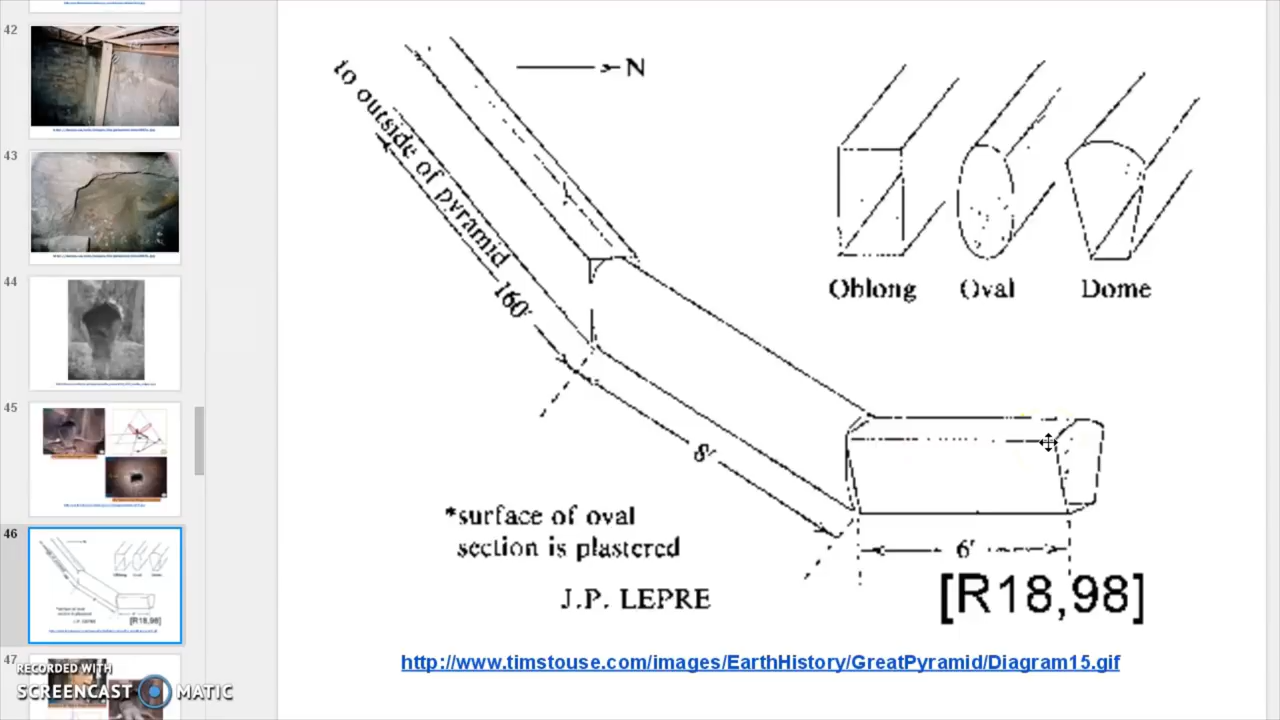 42
43
44
45
46
47
N
to outside of pyramid
160'
8'
6'
Oblong
Oval
Dome
*surface of oval
section is plastered
J.P. LEPRE
[R18,98]
http://www.timstouse.com/images/EarthHistory/GreatPyramid/Diagram15.gif
RECORDED WITH
SCREENCAST MATIC